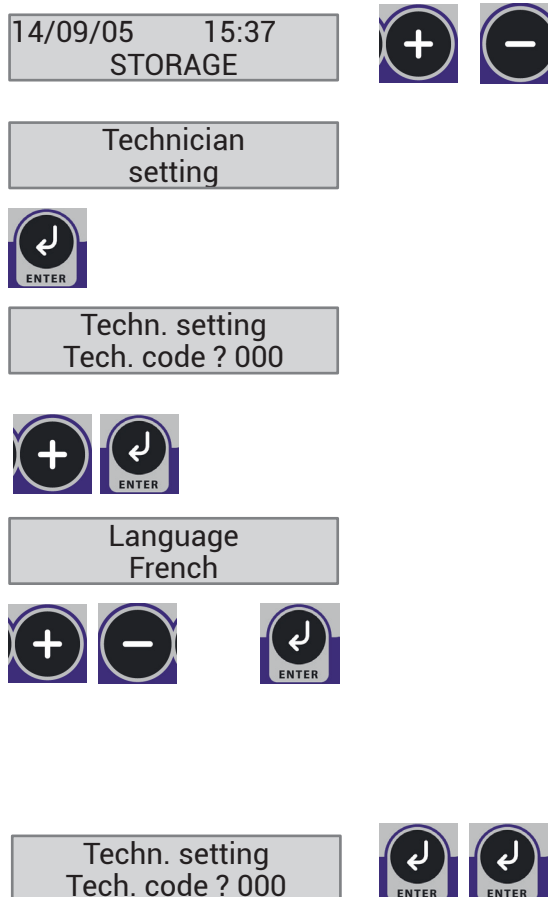 14/09/05 15:37
STORAGE
+ −
Technician
setting
ENTER
Techn. setting
Tech. code ? 000
+
ENTER
Language
French
+ −
ENTER
Techn. setting
Tech. code ? 000
ENTER ENTER